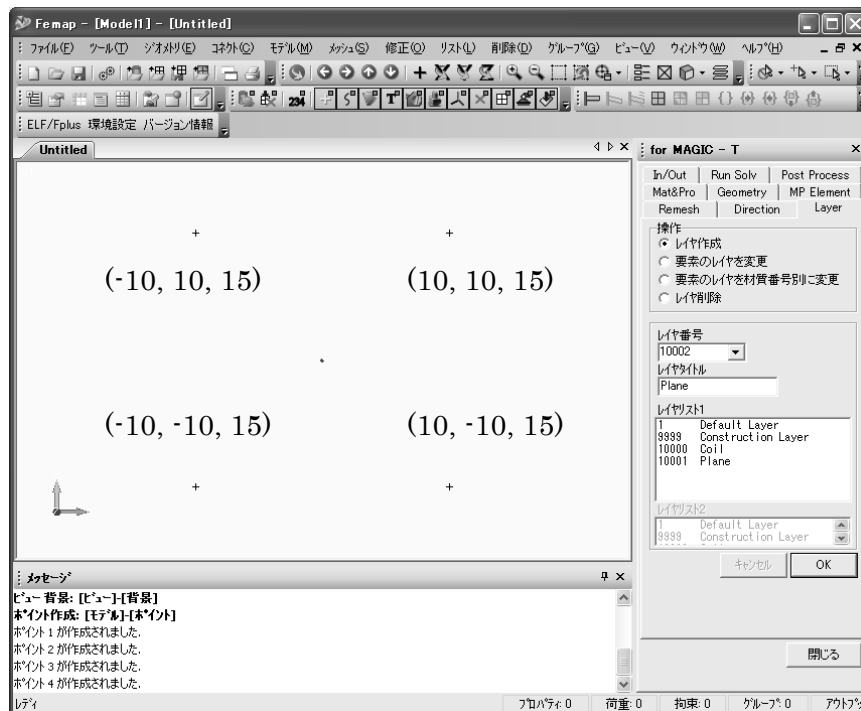 Femap - [Model1] - [Untitled]
ファイル(F) ツール(T) ジオメトリ(E) コネクト(C) モデル(M) メッシュ(S) 修正(O) リスト(L) 削除(D) グループ(G) ビュー(V) ウィンドウ(W) ヘルプ(H)
234
ELF/Fplus 環境設定 バージョン情報
Untitled
(-10, 10, 15) (10, 10, 15)
(-10, -10, 15) (10, -10, 15)
for MAGIC - T
In/Out Run Solv Post Process
Mat&Pro Geometry MP Element
Remesh Direction Layer
操作
レイヤ作成
要素のレイヤを変更
要素のレイヤを材質番号別に変更
レイヤ削除
レイヤ番号
10002
レイヤタイトル
Plane
レイヤリスト1
1 Default Layer
9999 Construction Layer
10000 Coil
10001 Plane
レイヤリスト2
1 Default Layer
9999 Construction Layer
キャンセル OK
閉じる
メッセージ
ビュー背景: [ビュー]-[背景]
ポイント作成: [モデル]-[ポイント]
ポイント 1 が作成されました.
ポイント 2 が作成されました.
ポイント 3 が作成されました.
ポイント 4 が作成されました.
レディ プロパティ: 0 荷重: 0 拘束: 0 グループ: 0 アウトプ